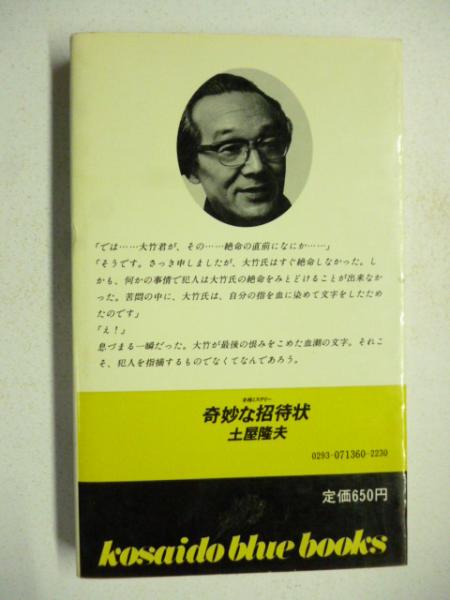 「では……大竹君が、その……絶命の直前になにか……」
「そうです。さっき申しましたが、大竹氏はすぐ絶命しなかった。し
かも、何かの事情で犯人は大竹氏の絶命をみとどけることが出来なか
った。苦悶の中に、大竹氏は、自分の指を血に染めて文字をしたため
たのです」
「え！」
息づまる一瞬だった。大竹が最後の恨みをこめた血潮の文字。それこ
そ、犯人を指摘するものでなくてなんであろう。
本格ミステリー
奇妙な招待状
土屋隆夫
0293-071360-2230
定価650円
kosaido blue books